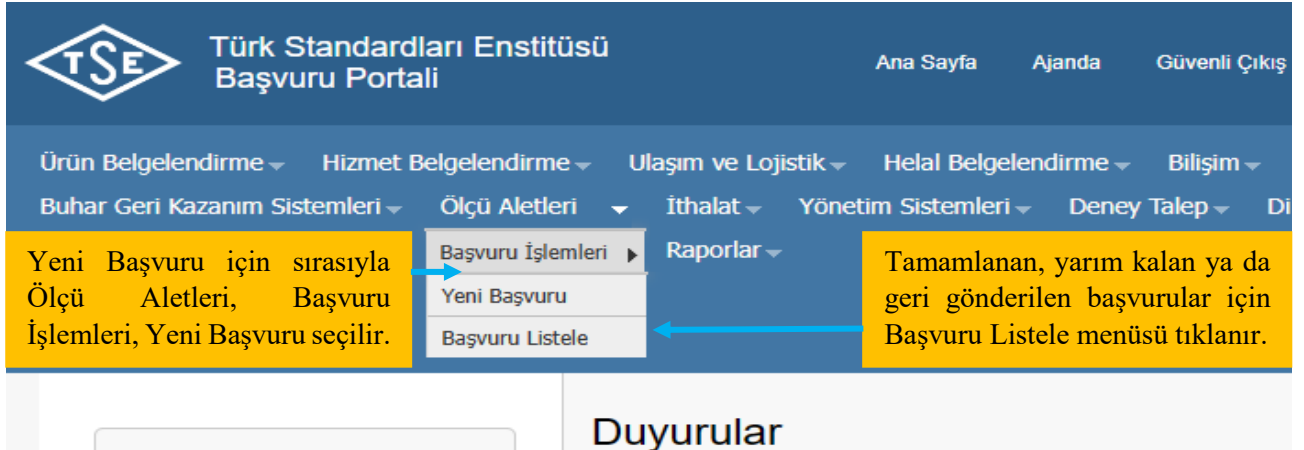 TSE
Türk Standardları Enstitüsü
Başvuru Portali
Ana Sayfa Ajanda Güvenli Çıkış
Ürün Belgelendirme Hizmet Belgelendirme Ulaşım ve Lojistik Helal Belgelendirme Bilişim
Buhar Geri Kazanım Sistemleri Ölçü Aletleri İthalat Yönetim Sistemleri Deney Talep Di
Başvuru İşlemleri Raporlar
Yeni Başvuru
Başvuru Listele
Yeni Başvuru için sırasıyla
Ölçü Aletleri, Başvuru
İşlemleri, Yeni Başvuru seçilir.
Tamamlanan, yarım kalan ya da
geri gönderilen başvurular için
Başvuru Listele menüsü tıklanır.
Duyurular